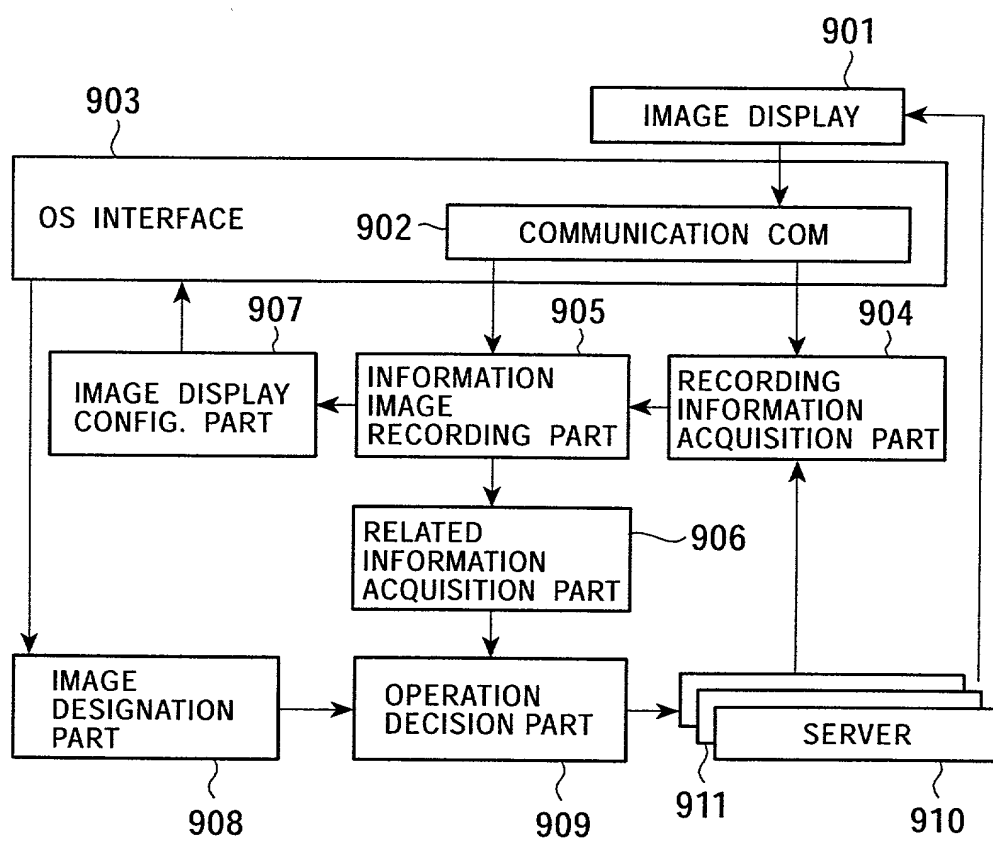 901
IMAGE DISPLAY
903
OS INTERFACE
902
COMMUNICATION COM
907
905
904
IMAGE DISPLAY
CONFIG. PART
INFORMATION
IMAGE
RECORDING PART
RECORDING
INFORMATION
ACQUISITION PART
RELATED
INFORMATION
ACQUISITION PART
906
IMAGE
DESIGNATION
PART
OPERATION
DECISION PART
SERVER
908
909
911
910